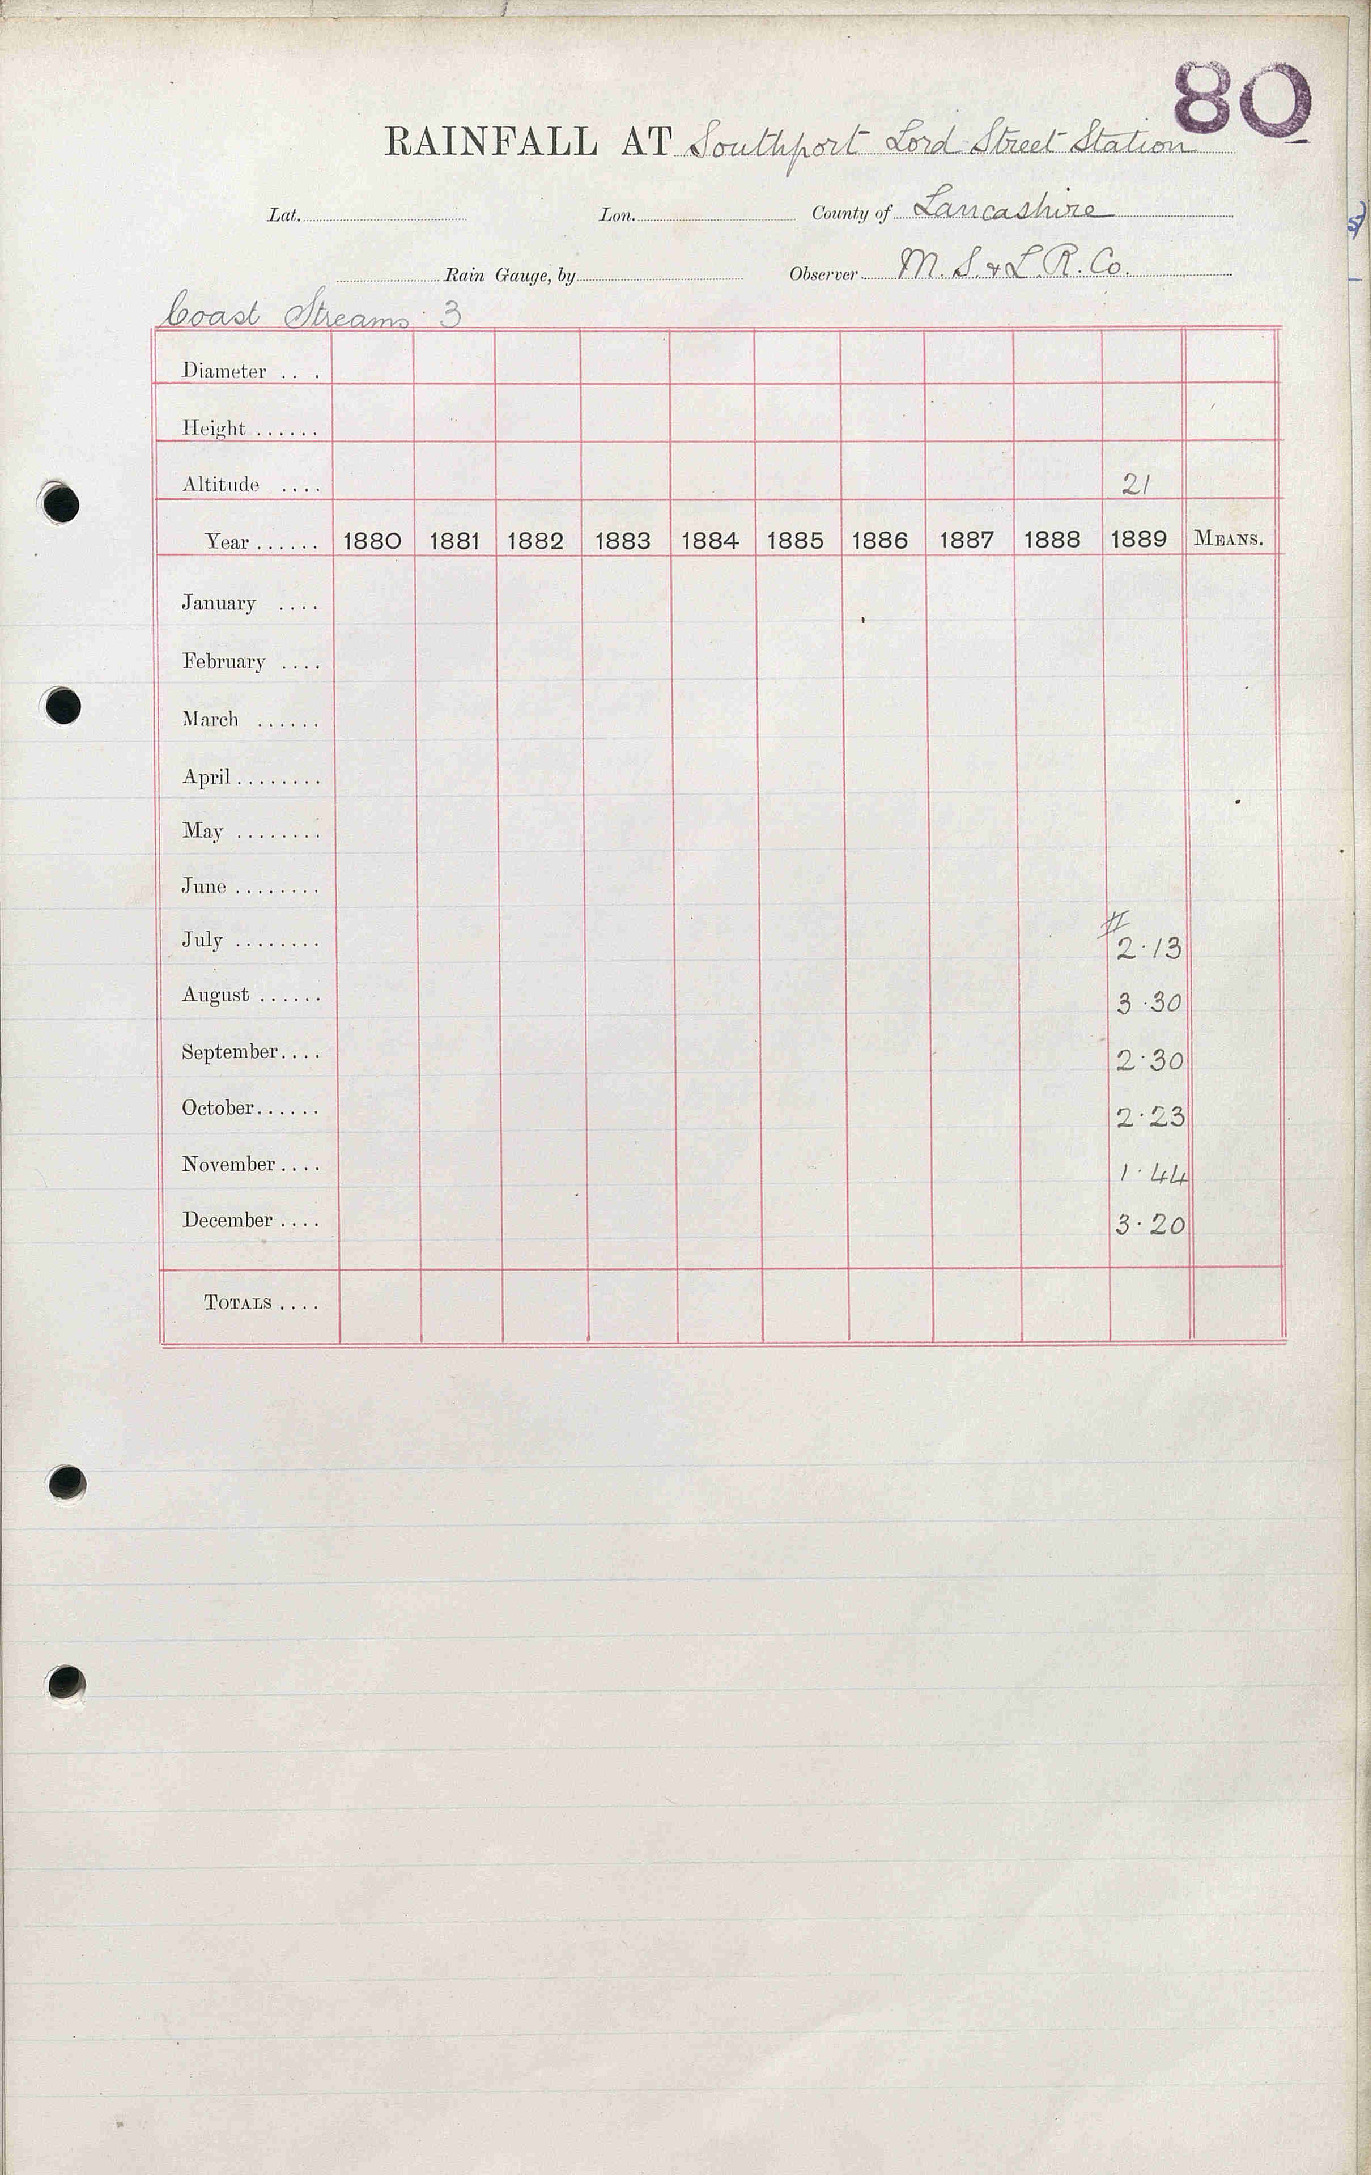 80
RAINFALL AT Southport Lord Street Station
Lat. Lon. County of Lancashire
Rain Gauge, by Observer M. S. & L. R. Co.
Coast Streams 3
Diameter . . .
Height ......
Altitude .... 21
Year ...... 1880 1881 1882 1883 1884 1885 1886 1887 1888 1889 MEANS.
January ....
February ....
March ......
April ........
May ........
June ........
July ........ # 2.13
August ...... 3.30
September.... 2.30
October...... 2.23
November.... 1.44
December .... 3.20
TOTALS ....